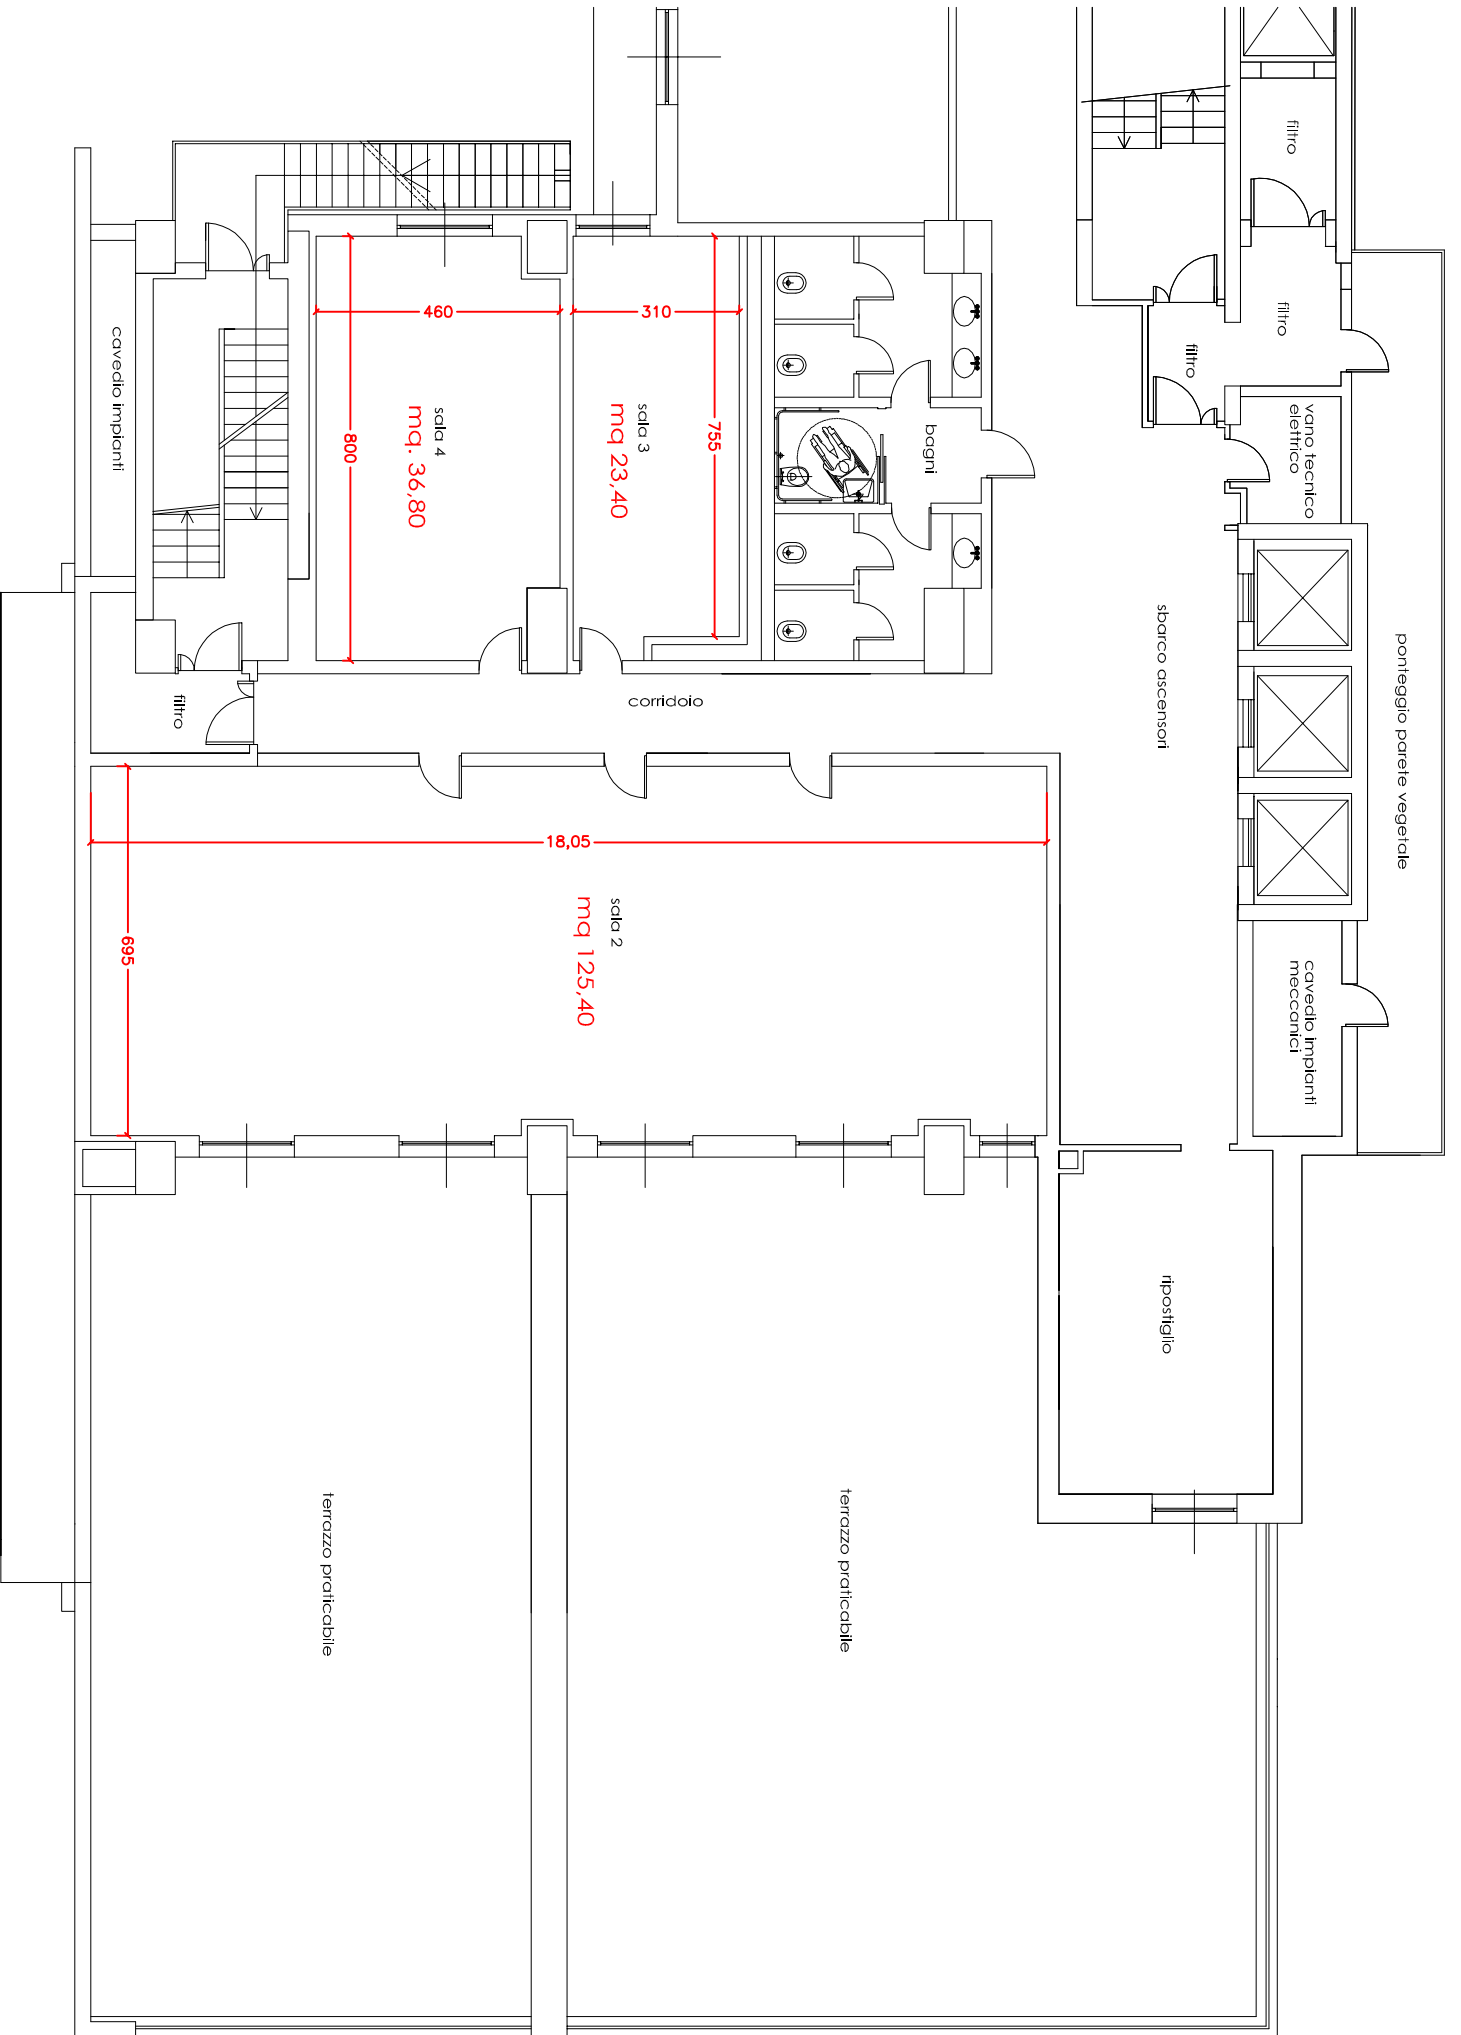 filtro
filtro
filtro
vano tecnico
elettrico
cavedio impianti
460
310
800
755
sala 4
mq. 36,80
sala 3
mq 23,40
bagni
sbarco ascensori
ponteggio parete vegetale
filtro
corridoio
18,05
695
sala 2
mq 125,40
cavedio impianti
meccanici
ripostiglio
terrazzo praticabile
terrazzo praticabile